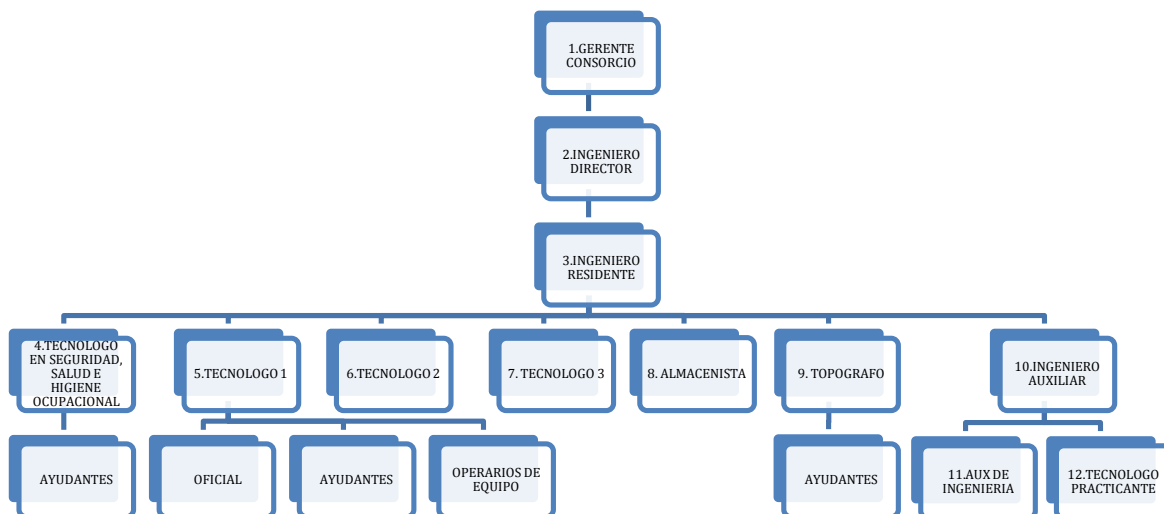 1.GERENTE
CONSORCIO
2.INGENIERO
DIRECTOR
3.INGENIERO
RESIDENTE
4.TECNOLOGO
EN SEGURIDAD,
SALUD E
HIGIENE
OCUPACIONAL
5.TECNOLOGO 1
6.TECNOLOGO 2
7. TECNOLOGO 3
8. ALMACENISTA
9. TOPOGRAFO
10.INGENIERO
AUXILIAR
AYUDANTES
OFICIAL
AYUDANTES
OPERARIOS DE
EQUIPO
AYUDANTES
11.AUX DE
INGENIERIA
12.TECNOLOGO
PRACTICANTE